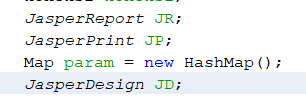 JasperReport JR;
JasperPrint JP;
Map param = new HashMap();
JasperDesign JD;